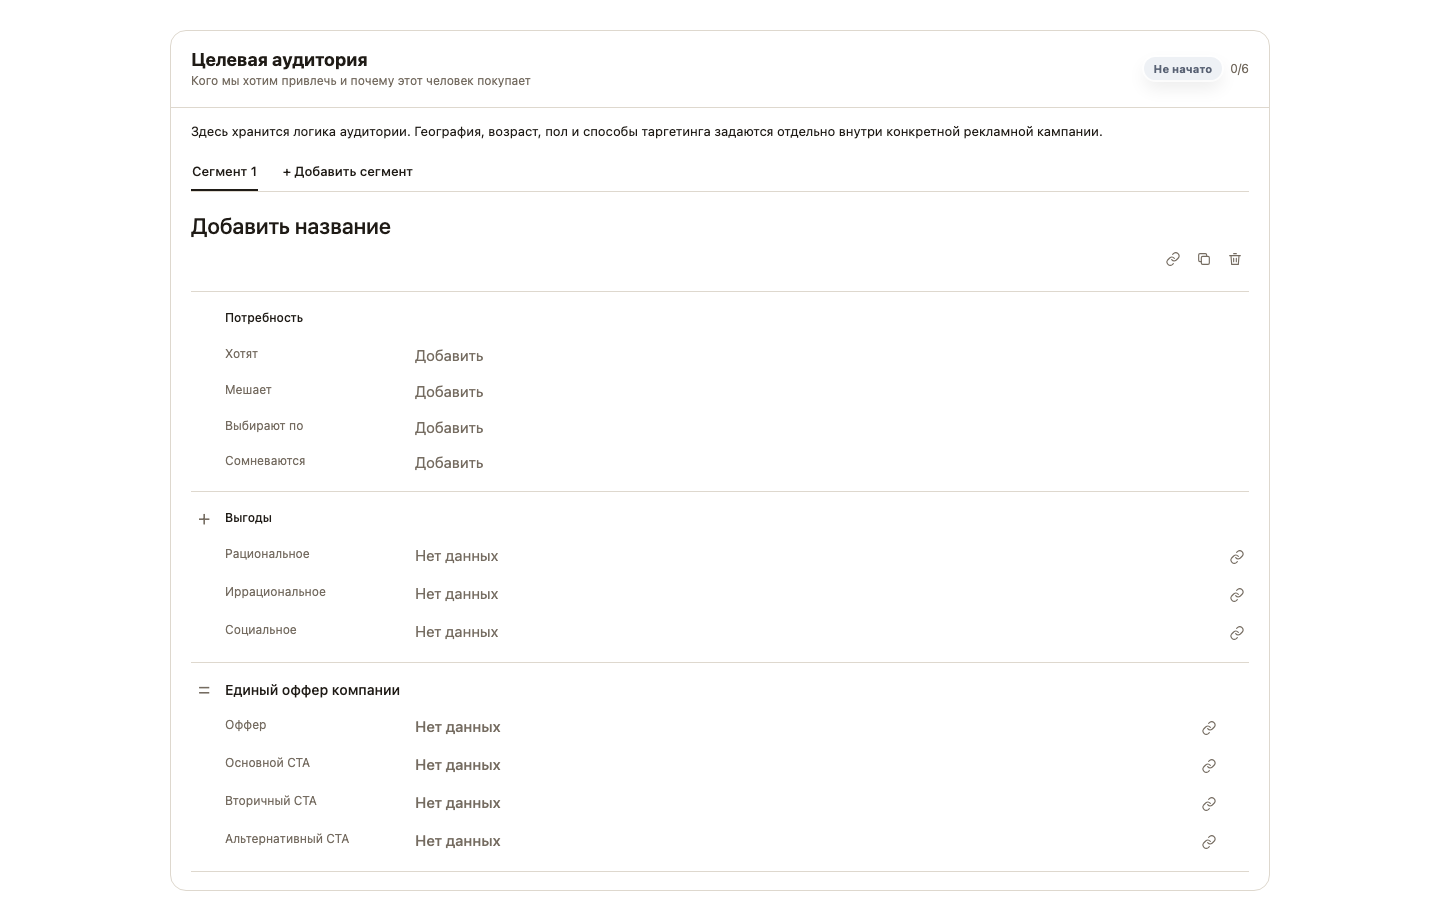 Целевая аудитория
Кого мы хотим привлечь и почему этот человек покупает
Не начато 0/6
Здесь хранится логика аудитории. География, возраст, пол и способы таргетинга задаются отдельно внутри конкретной рекламной кампании.
Сегмент 1 + Добавить сегмент
Добавить название
Потребность
Хотят Добавить
Мешает Добавить
Выбирают по Добавить
Сомневаются Добавить
+ Выгоды
Рациональное Нет данных
Иррациональное Нет данных
Социальное Нет данных
= Единый оффер компании
Оффер Нет данных
Основной CTA Нет данных
Вторичный CTA Нет данных
Альтернативный CTA Нет данных